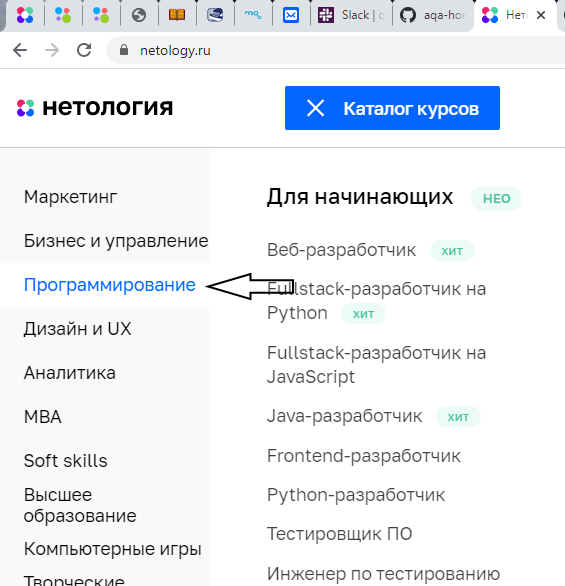 Slack | q
aqa-hor
Нето
netology.ru
нетология
Каталог курсов
Маркетинг
Бизнес и управление
Программирование
Дизайн и UX
Аналитика
MBA
Soft skills
Высшее
образование
Компьютерные игры
Творческие
Для начинающих НЕО
Веб-разработчик ХИТ
Fullstack-разработчик на
Python ХИТ
Fullstack-разработчик на
JavaScript
Java-разработчик ХИТ
Frontend-разработчик
Python-разработчик
Тестировщик ПО
Инженер по тестированию